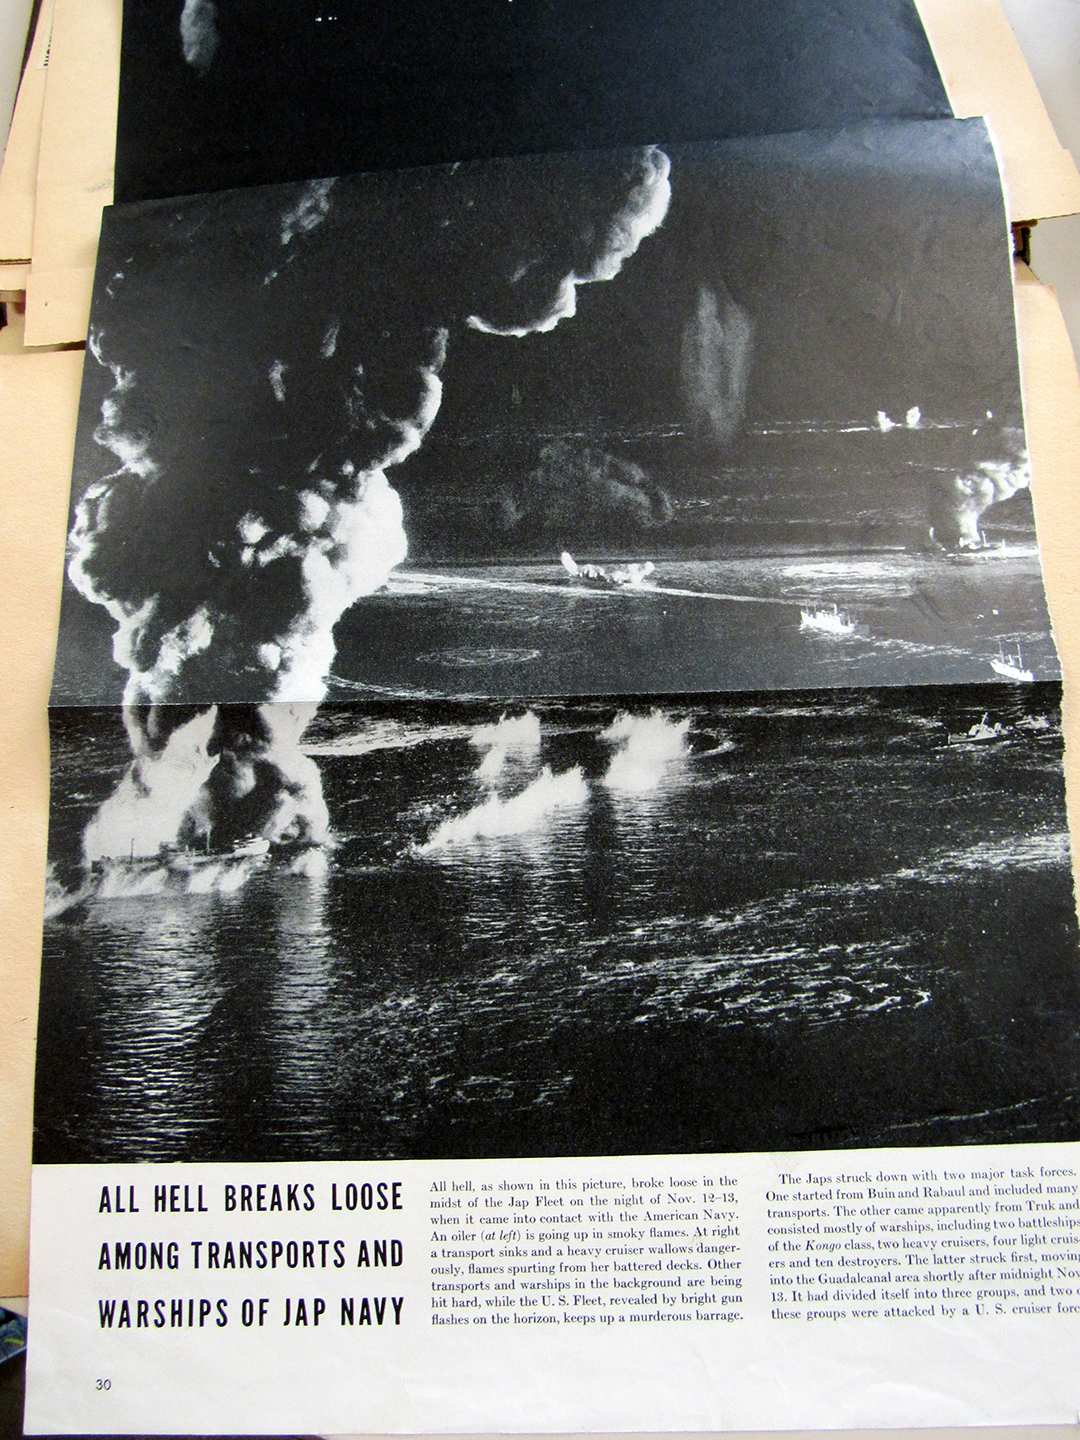 ALL HELL BREAKS LOOSE
AMONG TRANSPORTS AND
WARSHIPS OF JAP NAVY
All hell, as shown in this picture, broke loose in the
midst of the Jap Fleet on the night of Nov. 12–13,
when it came into contact with the American Navy.
An oiler (at left) is going up in smoky flames. At right
a transport sinks and a heavy cruiser wallows danger-
ously, flames spurting from her battered decks. Other
transports and warships in the background are being
hit hard, while the U. S. Fleet, revealed by bright gun
flashes on the horizon, keeps up a murderous barrage.
The Japs struck down with two major task forces.
One started from Buin and Rabaul and included many
transports. The other came apparently from Truk and
consisted mostly of warships, including two battleships
of the Kongo class, two heavy cruisers, four light cruis-
ers and ten destroyers. The latter struck first, moving
into the Guadalcanal area shortly after midnight Nov.
13. It had divided itself into three groups, and two
these groups were attacked by a U. S. cruiser
30